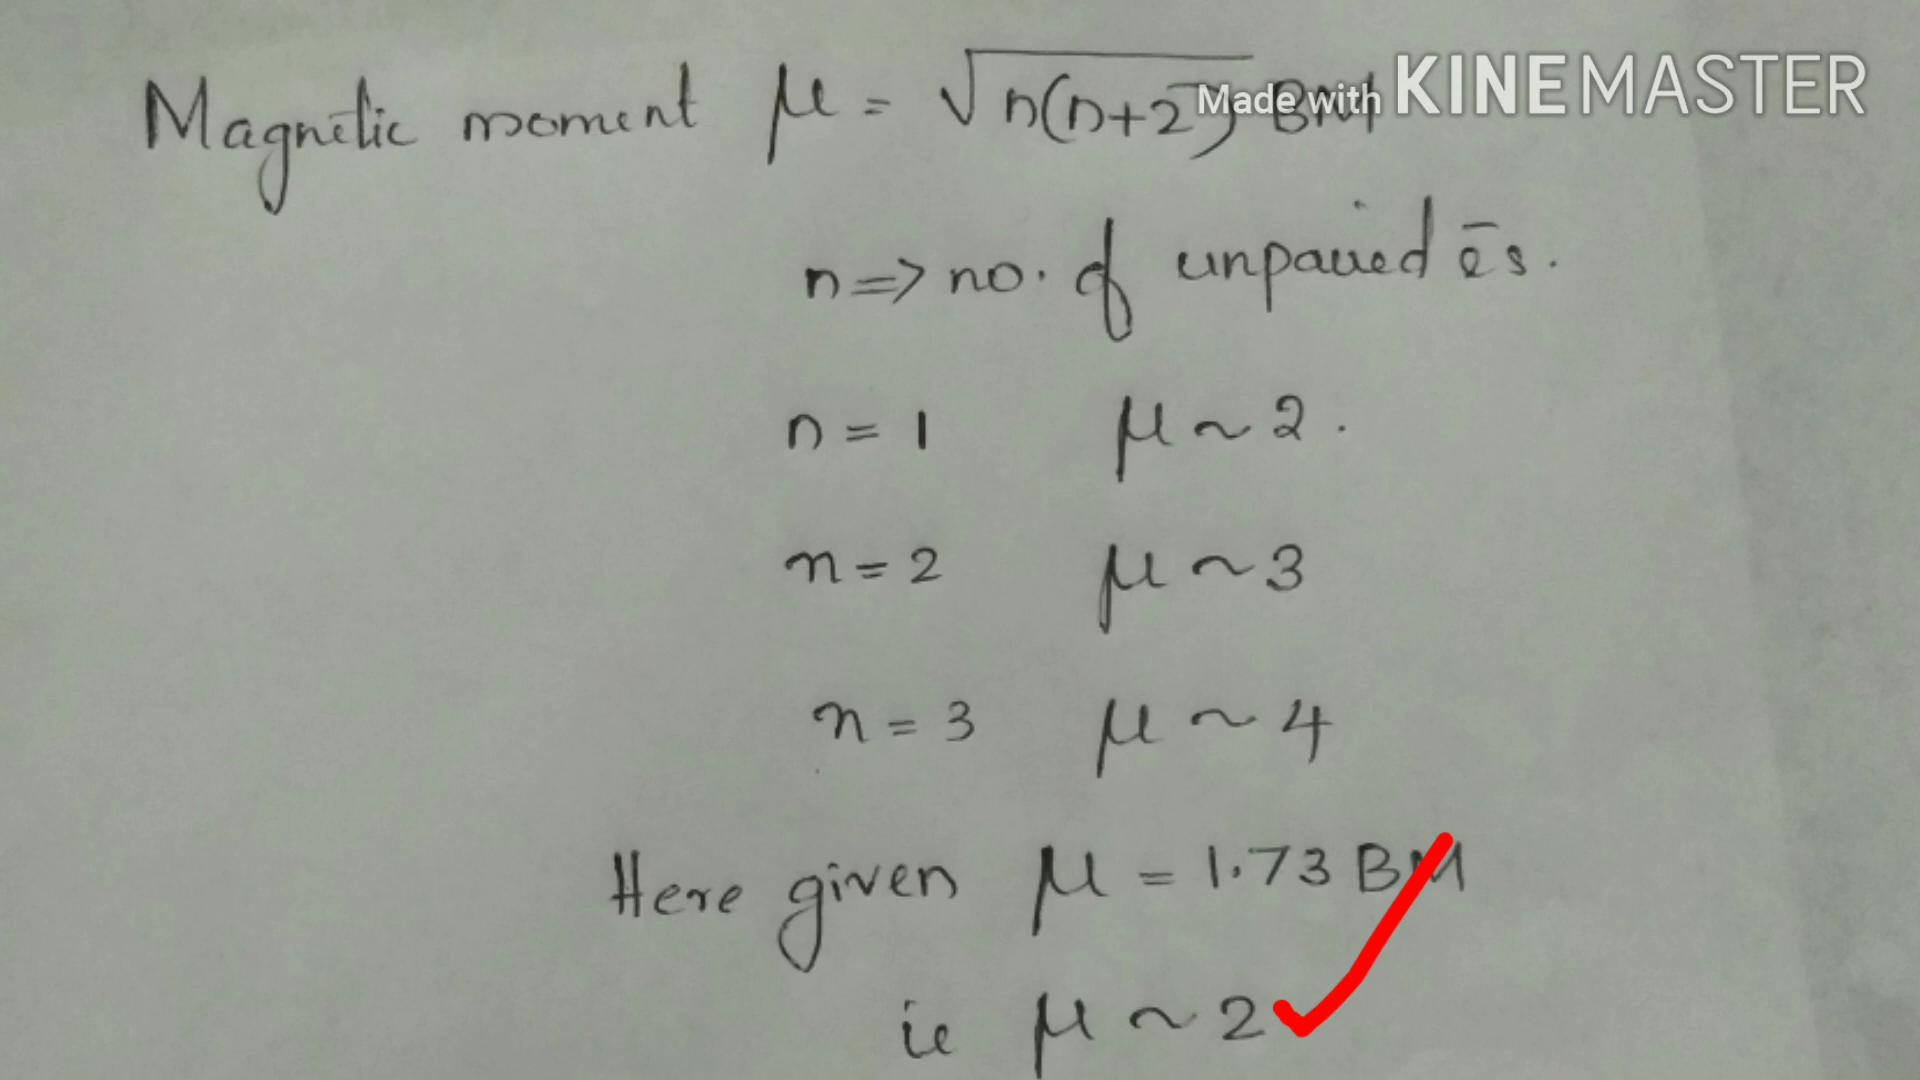 Magnetic moment μ = √n(n+2) BM
Made with KINEMASTER
n => no. of unpaired ēs.
n = 1 μ ~ 2.
n = 2 μ ~ 3
n = 3 μ ~ 4
Here given μ = 1.73 BM
ie μ ~ 2